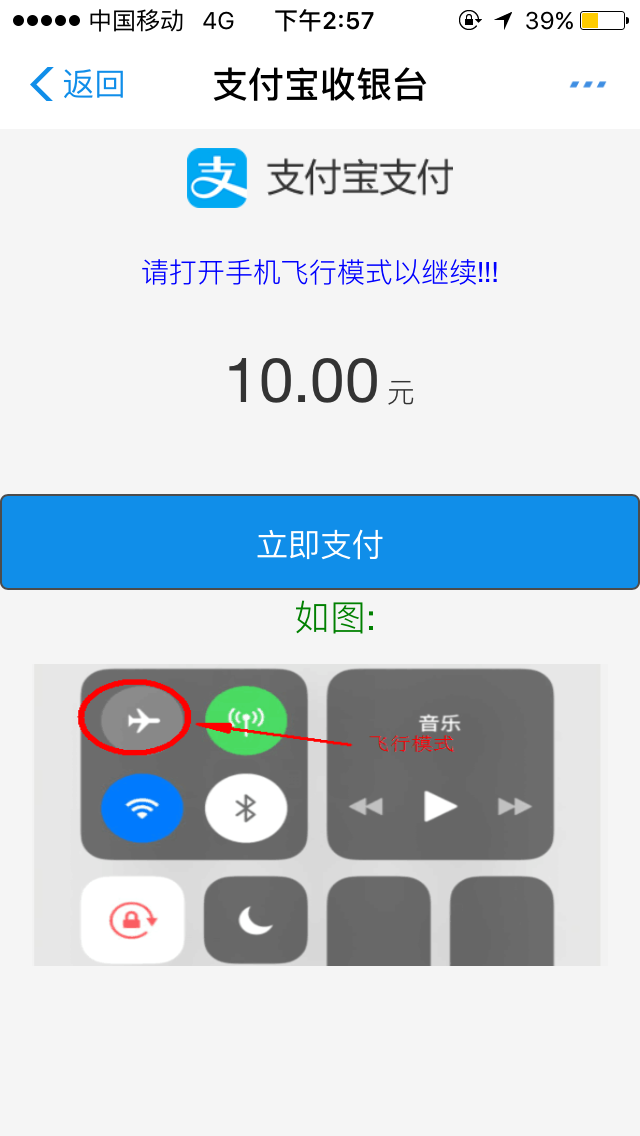 中国移动 4G 下午2:57 39%
返回 支付宝收银台
支 支付宝支付
请打开手机飞行模式以继续!!!
10.00 元
立即支付
如图:
音乐
飞行模式